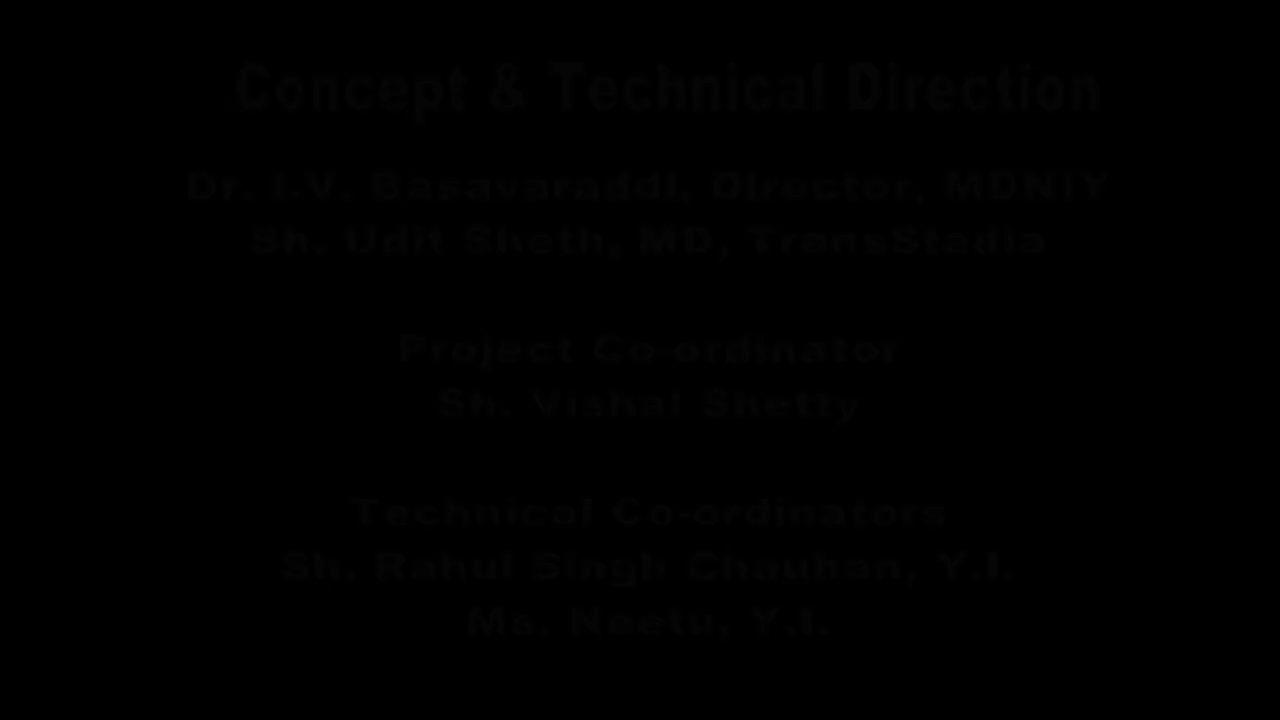 Concept & Technical Direction
Dr. I.V. Basavaraddi, Director, MDNIY
Sh. Udit Sheth, MD, TransStadia
Project Co-ordinator
Sh. Vishal Shetty
Technical Co-ordinators
Sh. Rahul Singh Chauhan, Y.I.
Ms. Neetu, Y.I.